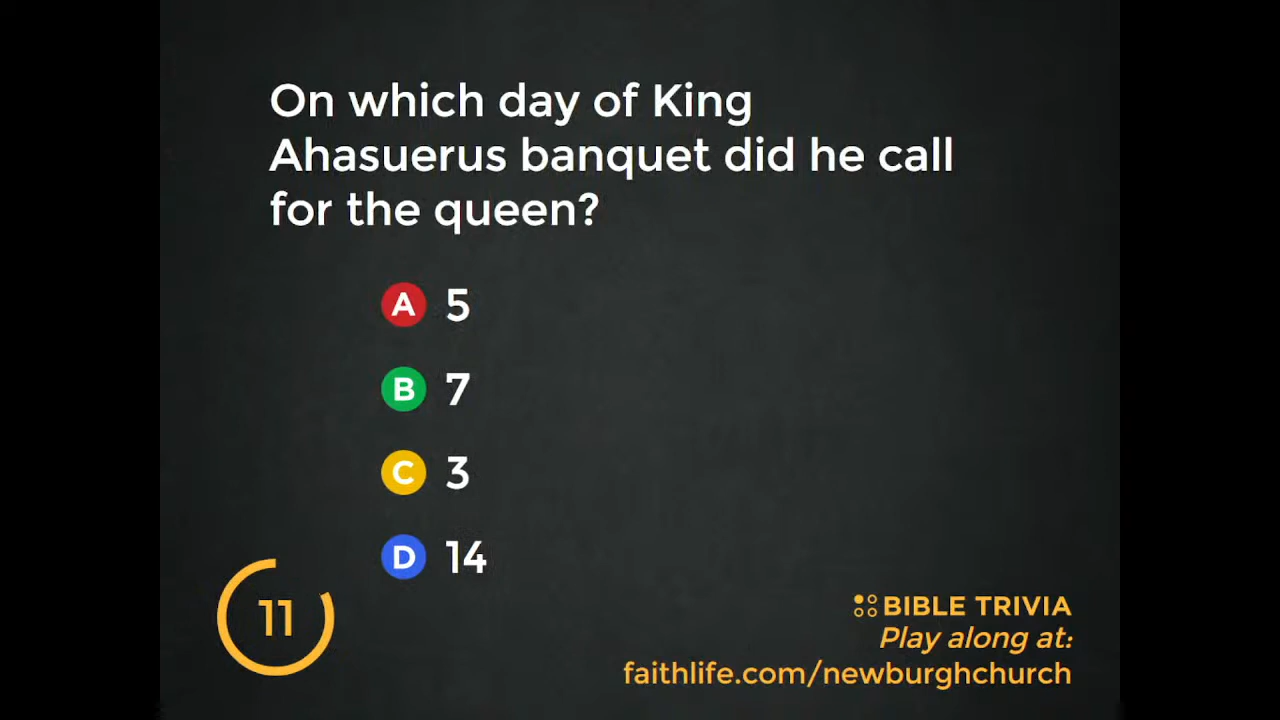 On which day of King
Ahasuerus banquet did he call
for the queen?
A 5
B 7
C 3
D 14
11
BIBLE TRIVIA
Play along at:
faithlife.com/newburghchurch